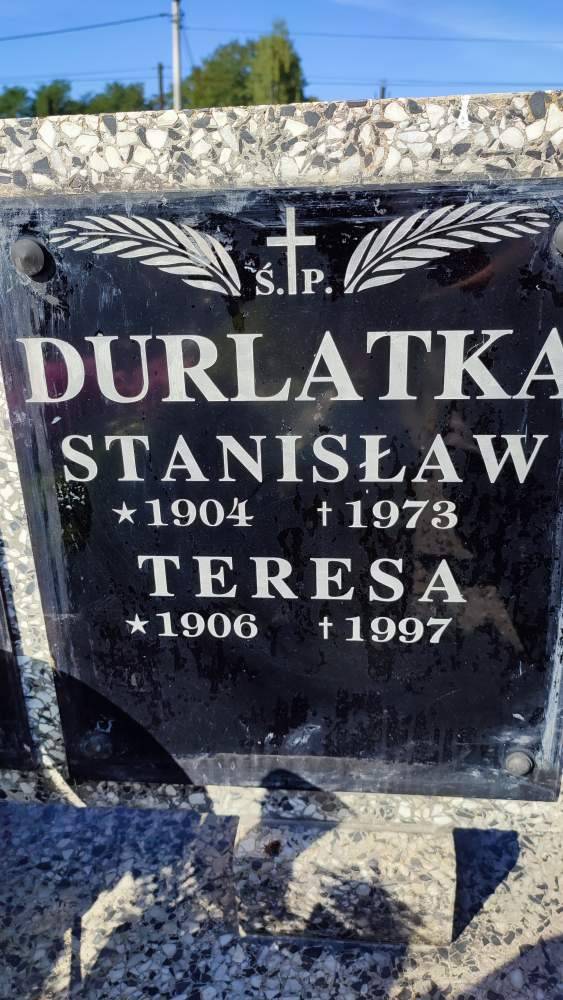 Ś.P.
DURLATKA
STANISŁAW
★1904 †1973
TERESA
★1906 †1997